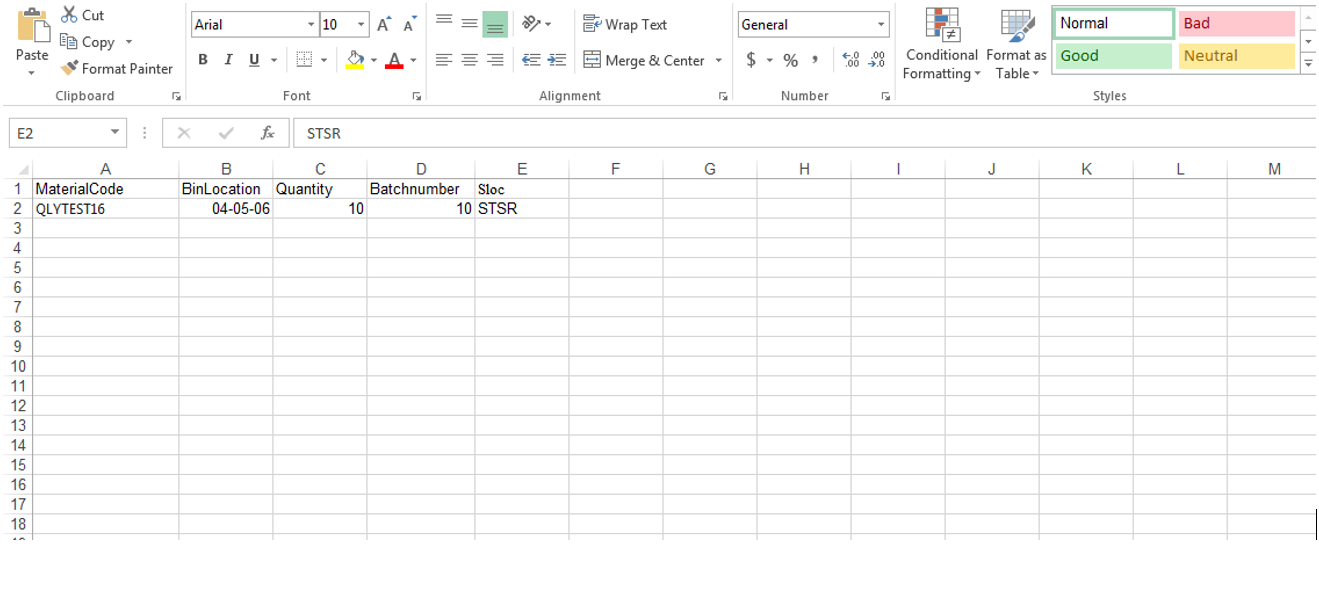 Cut
Copy
Format Painter
Paste
Clipboard
Arial 10 A A
B I U A
Font
Wrap Text
Merge & Center
Alignment
General
$ % ,
Number
Conditional Formatting
Format as Table
Normal Bad
Good Neutral
Styles
E2 fx STSR
A B C D E F G H I J K L M
1 MaterialCode BinLocation Quantity Batchnumber Sloc
2 QLYTEST16 04-05-06 10 10 STSR
3
4
5
6
7
8
9
10
11
12
13
14
15
16
17
18